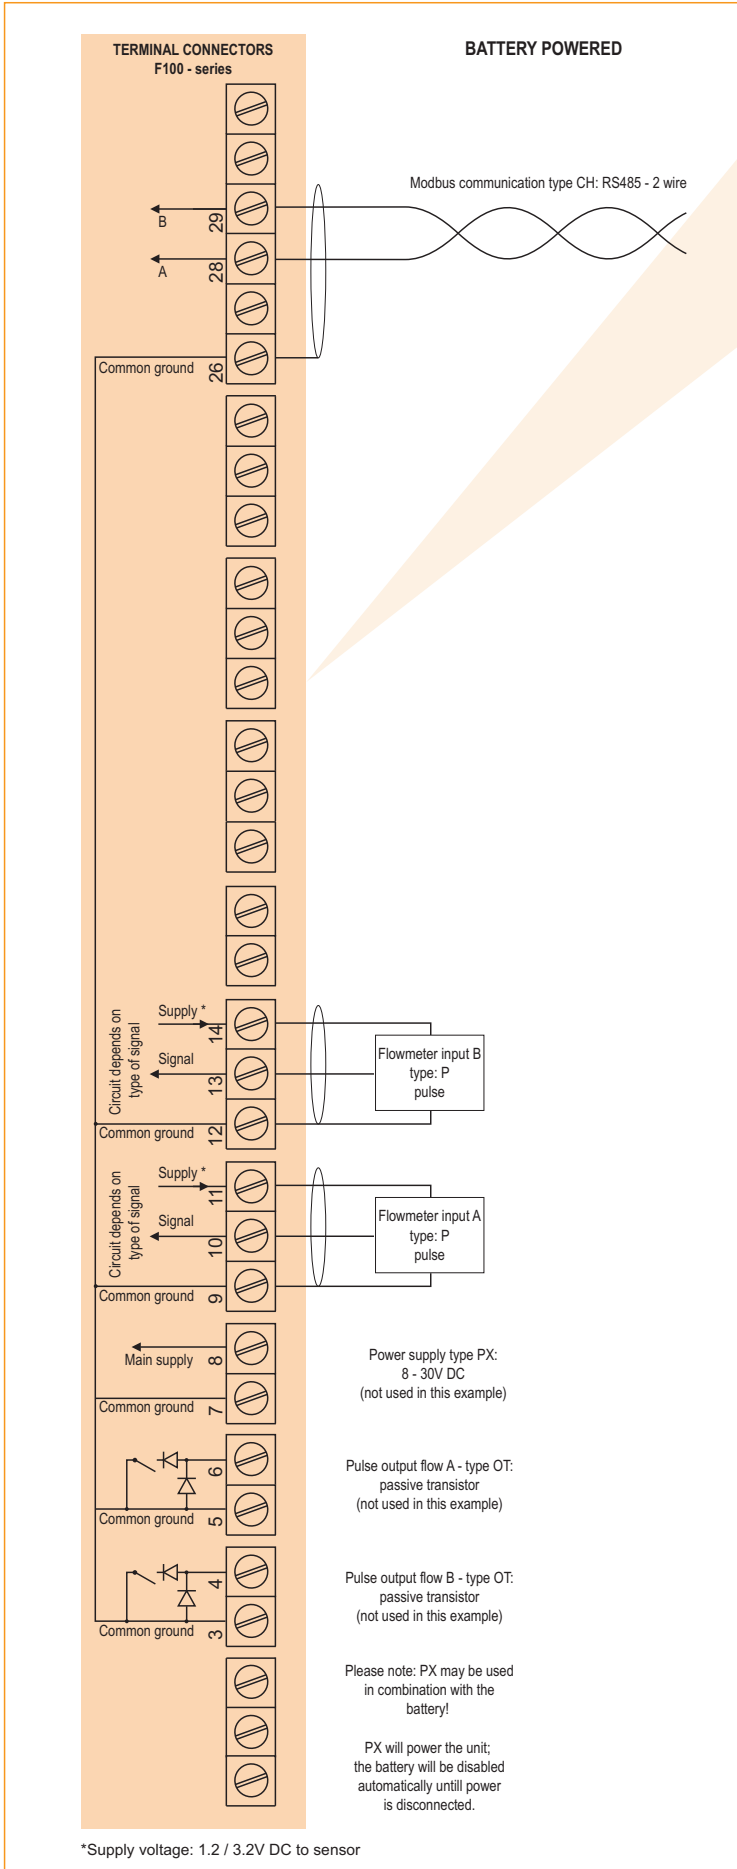 TERMINAL CONNECTORS
F100 - series
BATTERY POWERED
Modbus communication type CH: RS485 - 2 wire
B
29
A
28
Common ground
26
Circuit depends on
type of signal
Supply *
14
Signal
13
Common ground
12
Flowmeter input B
type: P
pulse
Circuit depends on
type of signal
Supply *
11
Signal
10
Common ground
9
Flowmeter input A
type: P
pulse
Main supply
8
Common ground
7
Power supply type PX:
8 - 30V DC
(not used in this example)
6
Common ground
5
Pulse output flow A - type OT:
passive transistor
(not used in this example)
4
Common ground
3
Pulse output flow B - type OT:
passive transistor
(not used in this example)
Please note: PX may be used
in combination with the
battery!
PX will power the unit;
the battery will be disabled
automatically untill power
is disconnected.
*Supply voltage: 1.2 / 3.2V DC to sensor